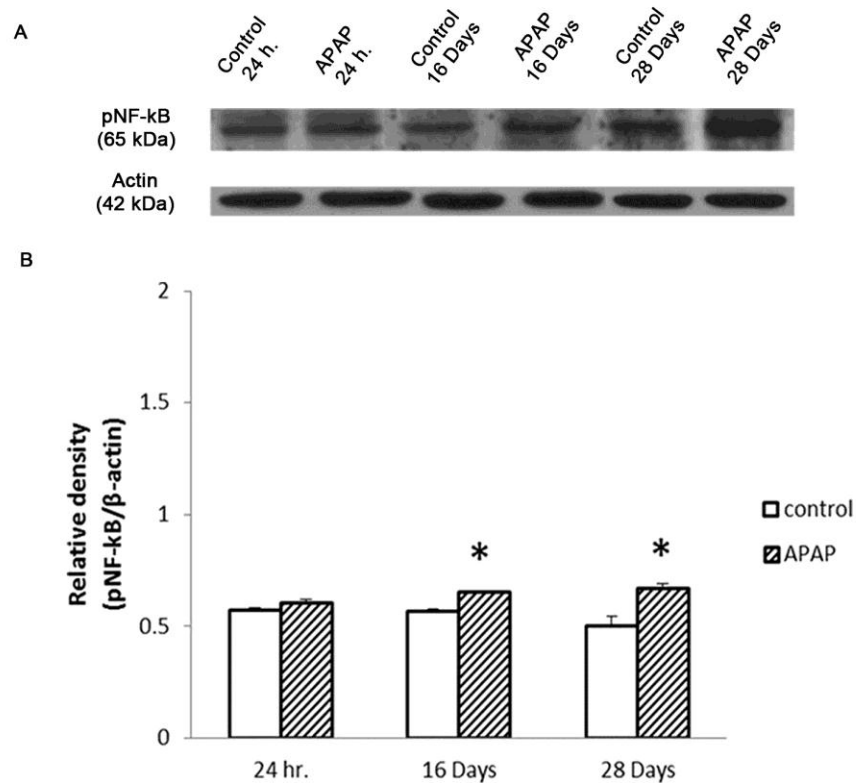 A
Control
24 h.
APAP
24 h.
Control
16 Days
APAP
16 Days
Control
28 Days
APAP
28 Days
pNF-kB
(65 kDa)
Actin
(42 kDa)
B
Relative density
(pNF-kB/β-actin)
2
1.5
1
0.5
0
*
*
24 hr.
16 Days
28 Days
control
APAP